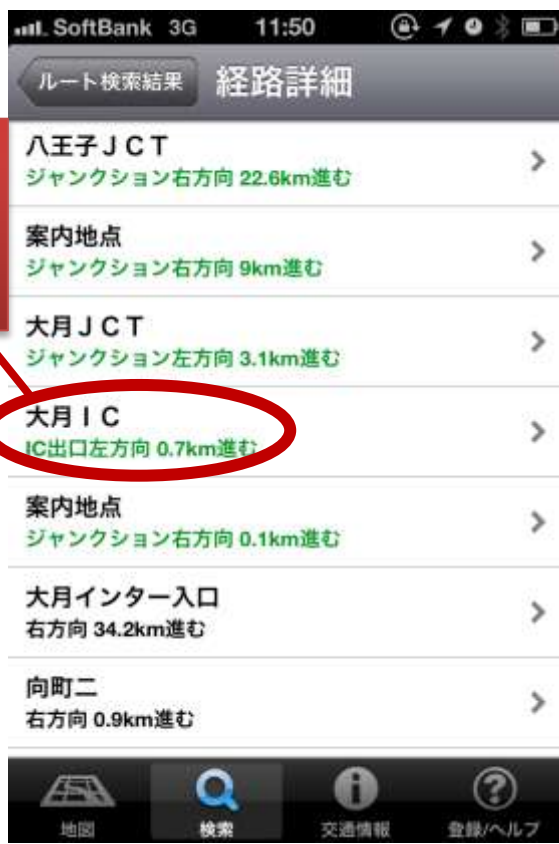 SoftBank 3G 11:50
ルート検索結果 経路詳細
八王子ＪＣＴ
ジャンクション右方向 22.6km進む
案内地点
ジャンクション右方向 9km進む
大月ＪＣＴ
ジャンクション左方向 3.1km進む
大月ＩＣ
IC出口左方向 0.7km進む
案内地点
ジャンクション右方向 0.1km進む
大月インター入口
右方向 34.2km進む
向町二
右方向 0.9km進む
地図 検索 交通情報 登録/ヘルプ